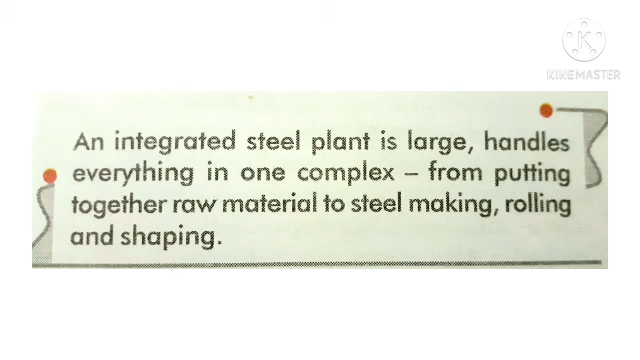 KINEMASTER
An integrated steel plant is large, handles
everything in one complex – from putting
together raw material to steel making, rolling
and shaping.